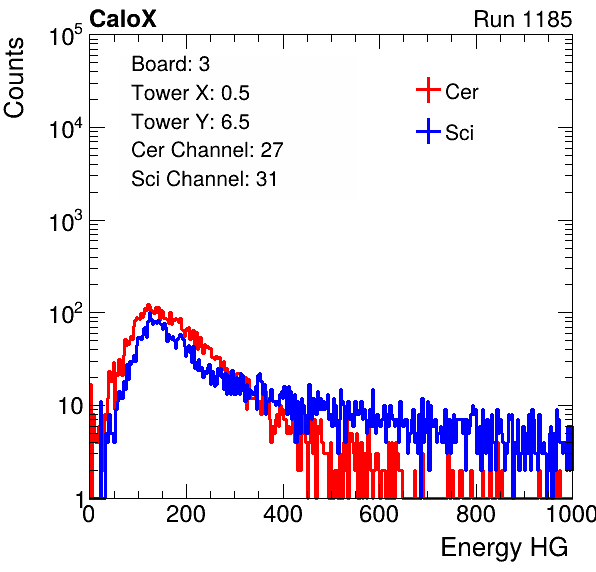 CaloX
Run 1185
Counts
10^5
10^4
10^3
10^2
10
1
Board: 3
Tower X: 0.5
Tower Y: 6.5
Cer Channel: 27
Sci Channel: 31
Cer
Sci
0 200 400 600 800 1000
Energy HG